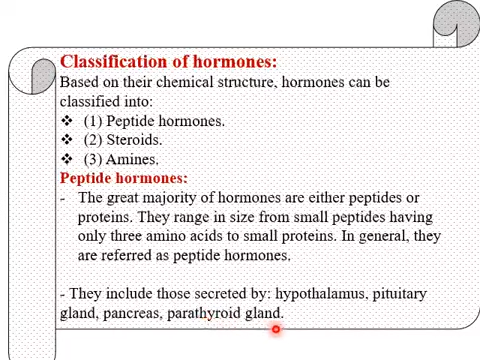 Classification of hormones:
Based on their chemical structure, hormones can be
classified into:
❖ (1) Peptide hormones.
❖ (2) Steroids.
❖ (3) Amines.
Peptide hormones:
- The great majority of hormones are either peptides or
proteins. They range in size from small peptides having
only three amino acids to small proteins. In general, they
are referred as peptide hormones.
- They include those secreted by: hypothalamus, pituitary
gland, pancreas, parathyroid gland.